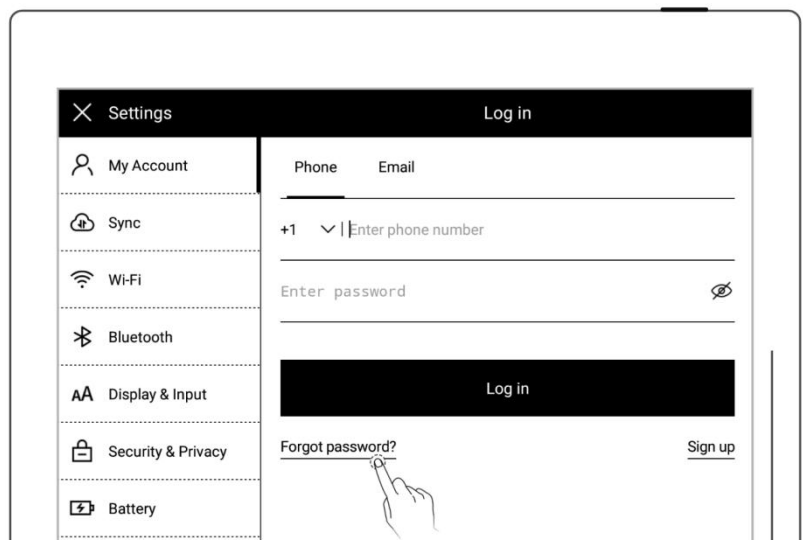 Settings
Log in
My Account
Sync
Wi-Fi
Bluetooth
AA Display & Input
Security & Privacy
Battery
Phone Email
+1 Enter phone number
Enter password
Log in
Forgot password? Sign up